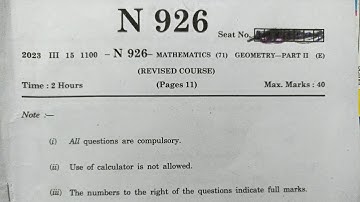 N 926
Seat No.
2023 III 15 1100 – N 926 – MATHEMATICS (71) GEOMETRY—PART II (E)
(REVISED COURSE)
Time : 2 Hours (Pages 11) Max. Marks : 40
Note :—
(i) All questions are compulsory.
(ii) Use of calculator is not allowed.
(iii) The numbers to the right of the questions indicate full marks.